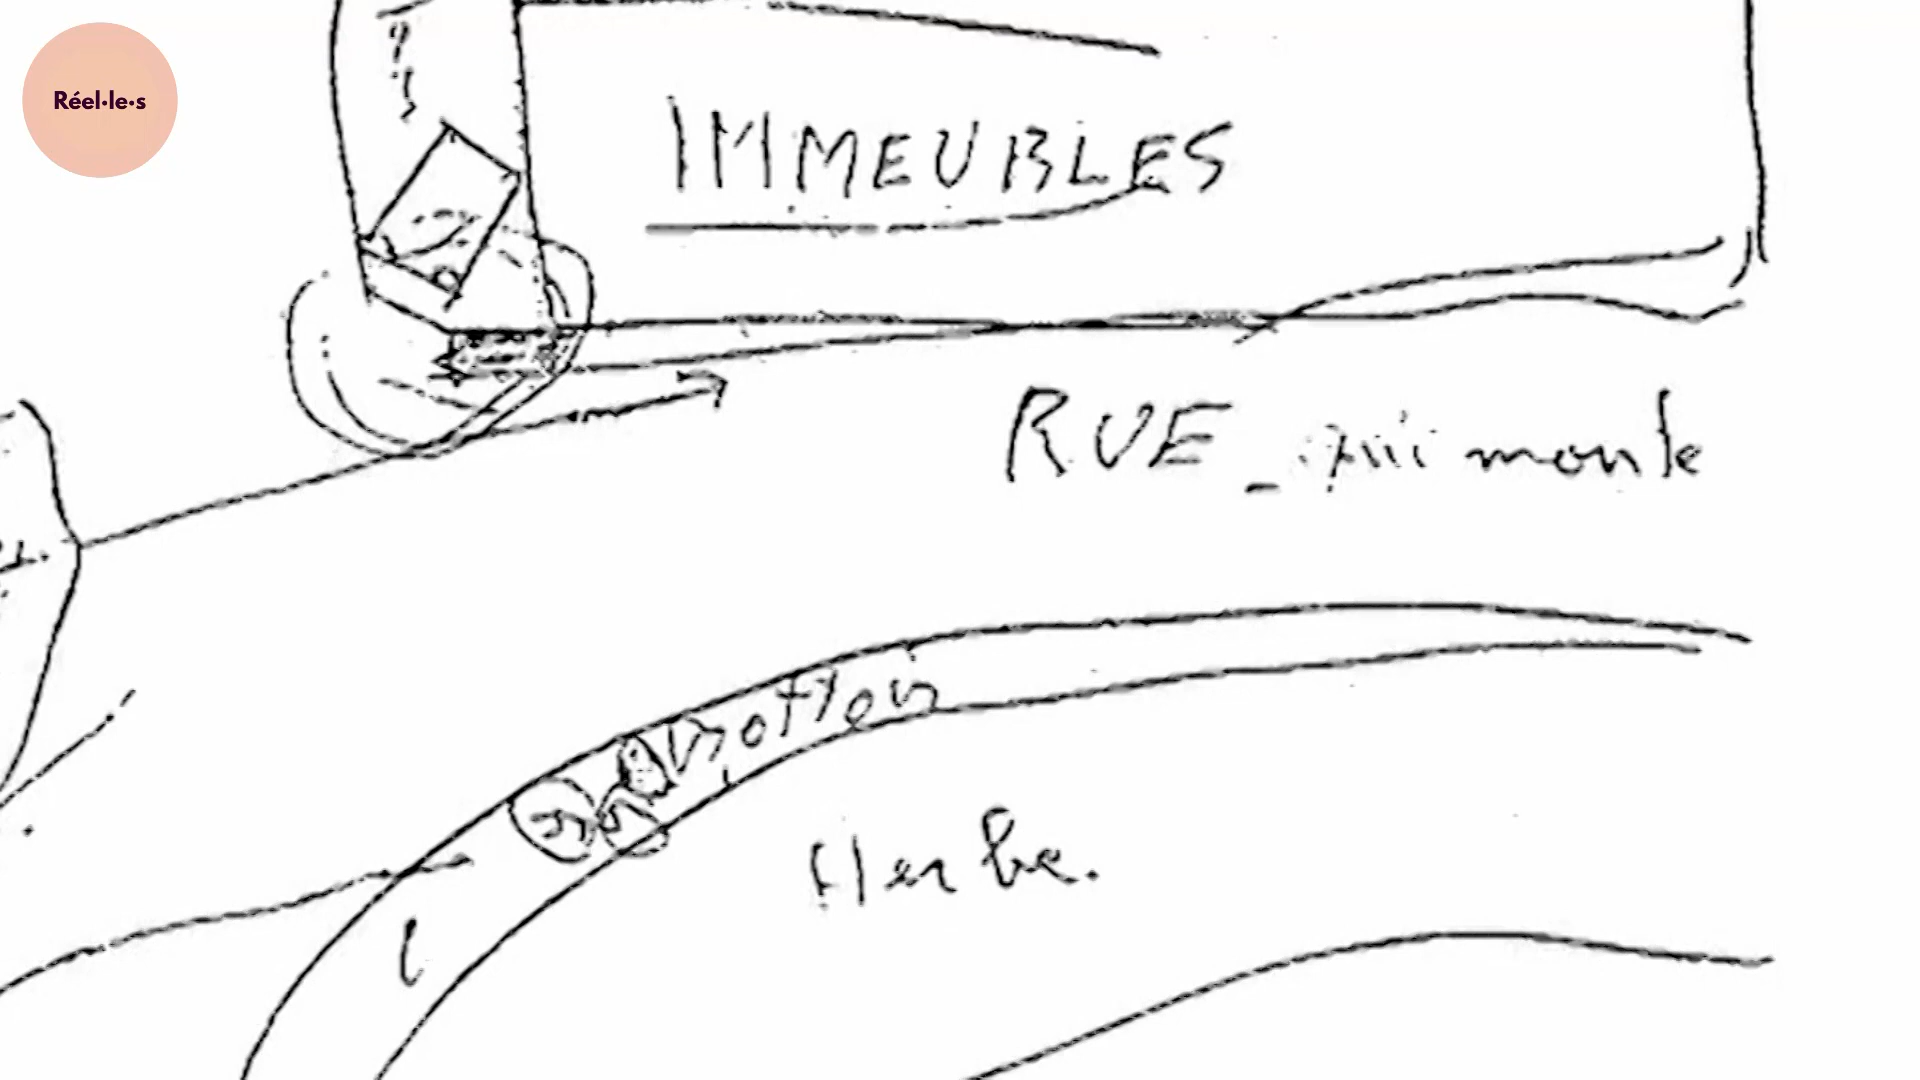 Réel·le·s
IMMEUBLES
RUE _ qui monte
trottoir
Herbe.